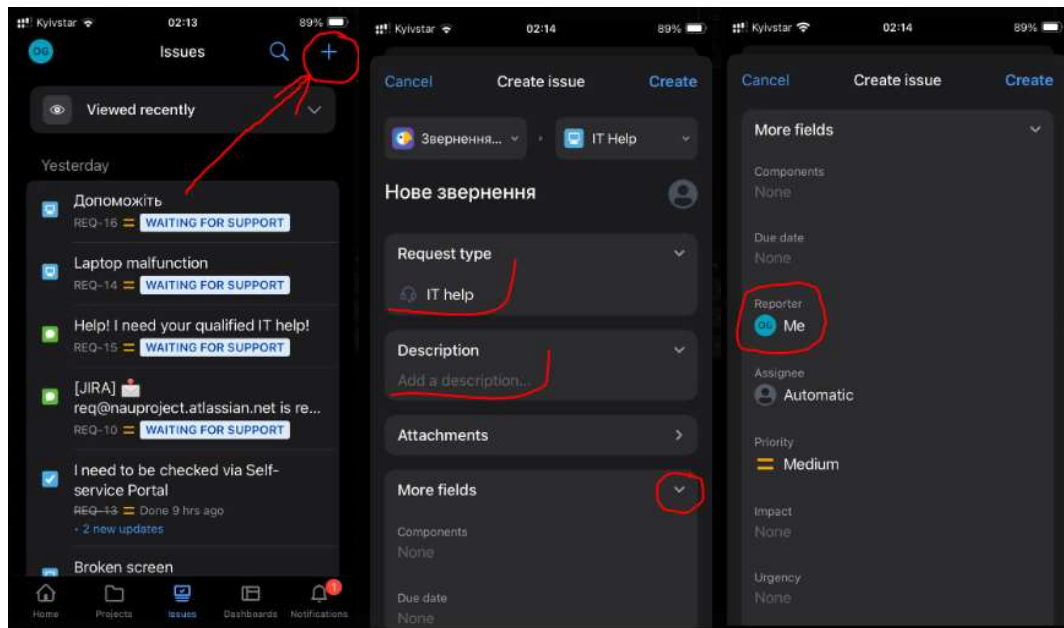 Kyivstar 02:13 89%
OG Issues
Viewed recently
Yesterday
Допоможіть
REQ-16 WAITING FOR SUPPORT
Laptop malfunction
REQ-14 WAITING FOR SUPPORT
Help! I need your qualified IT help!
REQ-15 WAITING FOR SUPPORT
[JIRA]
req@nauproject.atlassian.net is re...
REQ-10 WAITING FOR SUPPORT
I need to be checked via Self-
service Portal
REQ-13 Done 9 hrs ago
• 2 new updates
Broken screen
1
Home Projects Issues Dashboards Notifications
Kyivstar 02:14 89%
Cancel Create issue Create
Звернення... IT Help
Нове звернення
Request type
IT help
Description
Add a description...
Attachments
More fields
Components
None
Due date
None
Kyivstar 02:14 89%
Cancel Create issue Create
More fields
Components
None
Due date
None
Reporter
OG Me
Assignee
Automatic
Priority
Medium
Impact
None
Urgency
None